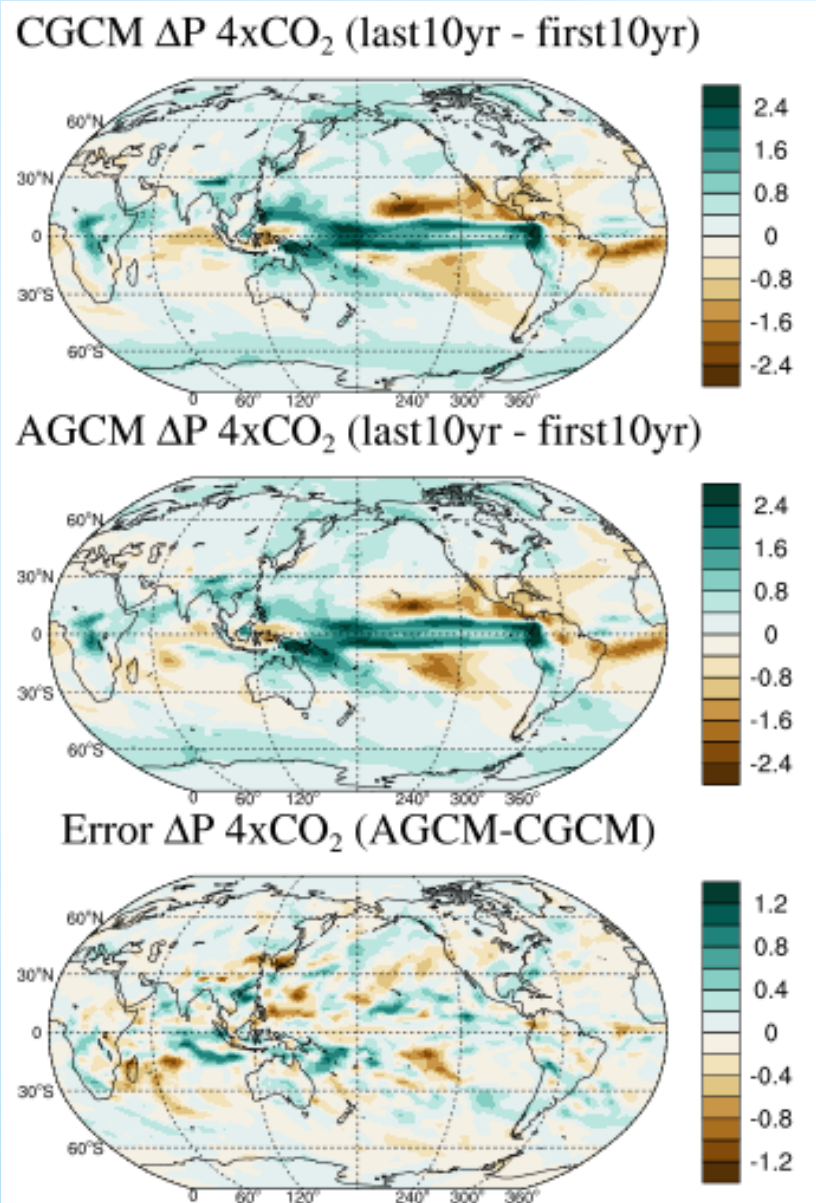 CGCM ΔP 4xCO₂ (last10yr - first10yr)
60°N
30°N
0
30°S
60°S
0 60° 120° 240° 300° 360°
2.4
1.6
0.8
0
-0.8
-1.6
-2.4
AGCM ΔP 4xCO₂ (last10yr - first10yr)
60°N
30°N
0
30°S
60°S
0 60° 120° 240° 300° 360°
2.4
1.6
0.8
0
-0.8
-1.6
-2.4
Error ΔP 4xCO₂ (AGCM-CGCM)
60°N
30°N
0
30°S
60°S
0 60° 120° 240° 300° 360°
1.2
0.8
0.4
0
-0.4
-0.8
-1.2